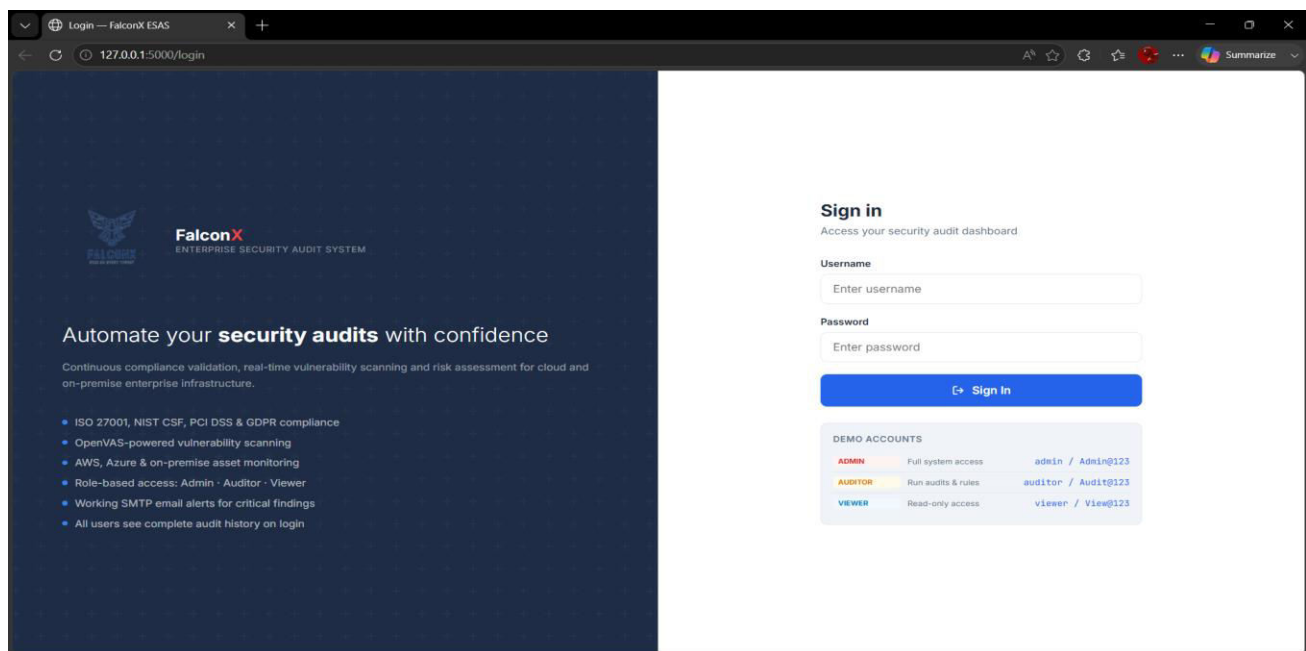 Login — FalconX ESAS
127.0.0.1:5000/login
Summarize
FALCONX
FalconX
ENTERPRISE SECURITY AUDIT SYSTEM
Automate your security audits with confidence
Continuous compliance validation, real-time vulnerability scanning and risk assessment for cloud and
on-premise enterprise infrastructure.
ISO 27001, NIST CSF, PCI DSS & GDPR compliance
OpenVAS-powered vulnerability scanning
AWS, Azure & on-premise asset monitoring
Role-based access: Admin · Auditor · Viewer
Working SMTP email alerts for critical findings
All users see complete audit history on login
Sign in
Access your security audit dashboard
Username
Enter username
Password
Enter password
Sign In
DEMO ACCOUNTS
ADMIN Full system access admin / Admin@123
AUDITOR Run audits & rules auditor / Audit@123
VIEWER Read-only access viewer / View@123